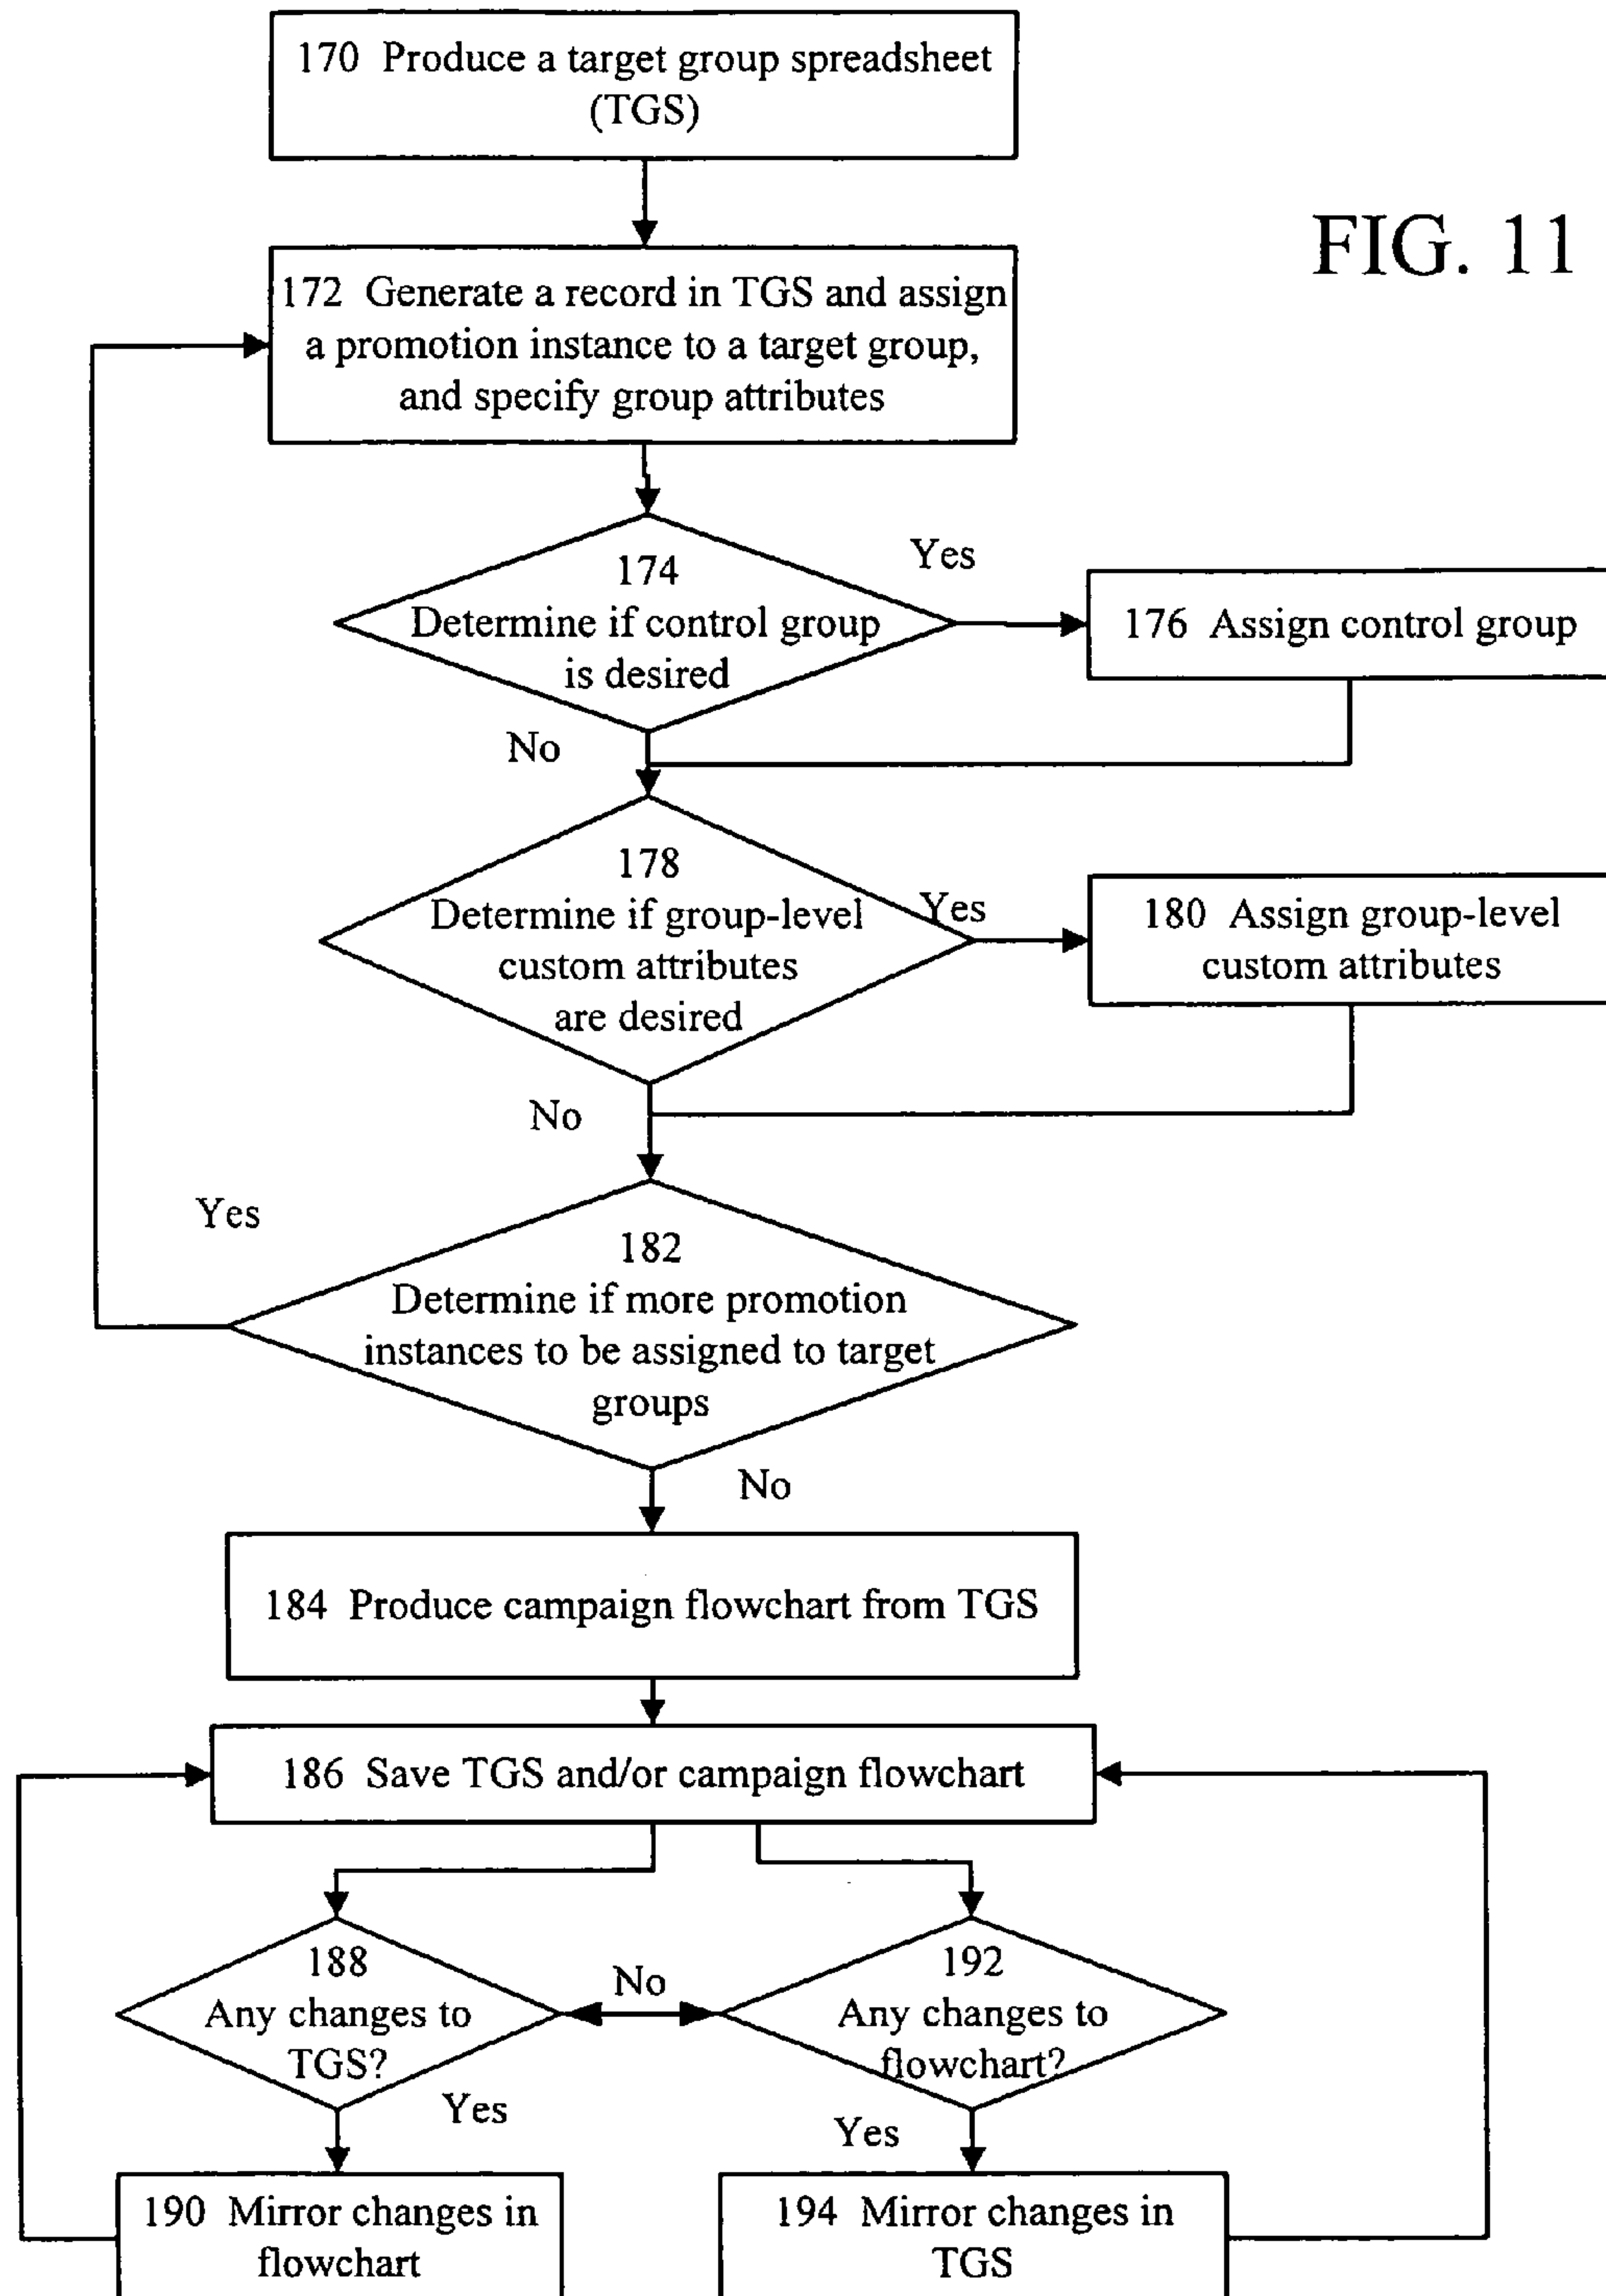 170 Produce a target group spreadsheet
(TGS)
FIG. 11
172 Generate a record in TGS and assign
a promotion instance to a target group,
and specify group attributes
174
Determine if control group
is desired
Yes
176 Assign control group
No
178
Determine if group-level
custom attributes
are desired
Yes
180 Assign group-level
custom attributes
No
Yes
182
Determine if more promotion
instances to be assigned to target
groups
No
184 Produce campaign flowchart from TGS
186 Save TGS and/or campaign flowchart
188
Any changes to
TGS?
No
192
Any changes to
flowchart?
Yes
Yes
190 Mirror changes in
flowchart
194 Mirror changes in
TGS